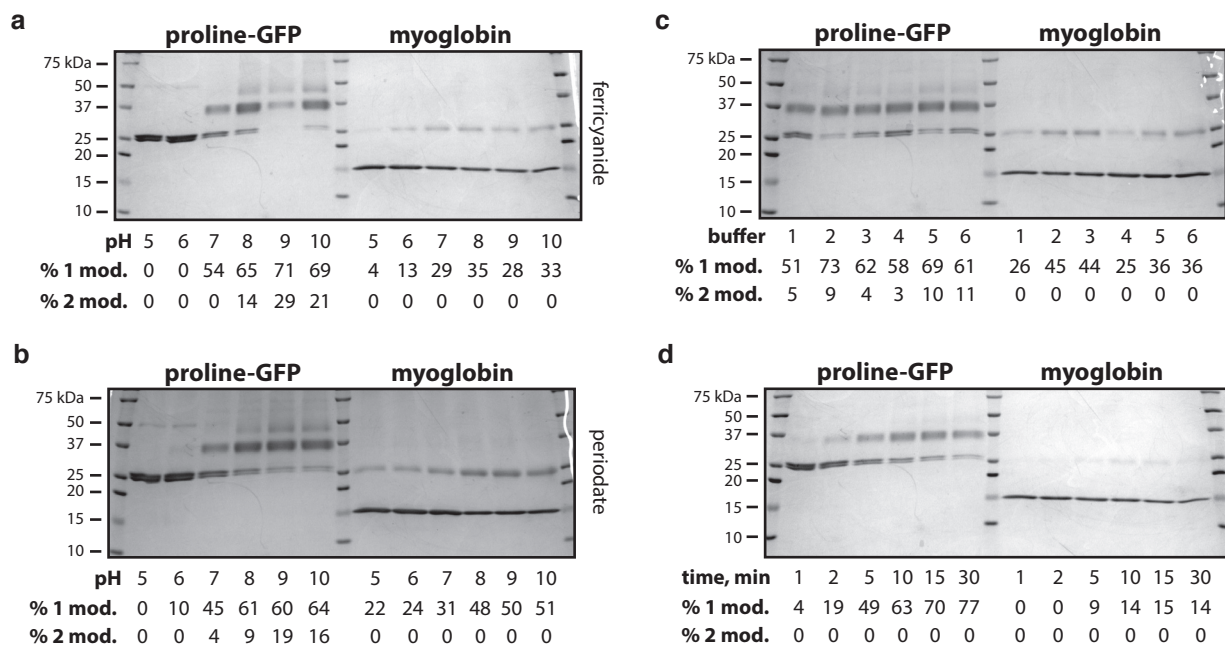 a
proline-GFP myoglobin
75 kDa
50
37
25
20
15
10
ferricyanide
pH 5 6 7 8 9 10 5 6 7 8 9 10
% 1 mod. 0 0 54 65 71 69 4 13 29 35 28 33
% 2 mod. 0 0 0 14 29 21 0 0 0 0 0 0
b
proline-GFP myoglobin
75 kDa
50
37
25
20
15
10
periodate
pH 5 6 7 8 9 10 5 6 7 8 9 10
% 1 mod. 0 10 45 61 60 64 22 24 31 48 50 51
% 2 mod. 0 0 4 9 19 16 0 0 0 0 0 0
c
proline-GFP myoglobin
75 kDa
50
37
25
20
15
10
buffer 1 2 3 4 5 6 1 2 3 4 5 6
% 1 mod. 51 73 62 58 69 61 26 45 44 25 36 36
% 2 mod. 5 9 4 3 10 11 0 0 0 0 0 0
d
proline-GFP myoglobin
75 kDa
50
37
25
20
15
10
time, min 1 2 5 10 15 30 1 2 5 10 15 30
% 1 mod. 4 19 49 63 70 77 0 0 9 14 15 14
% 2 mod. 0 0 0 0 0 0 0 0 0 0 0 0